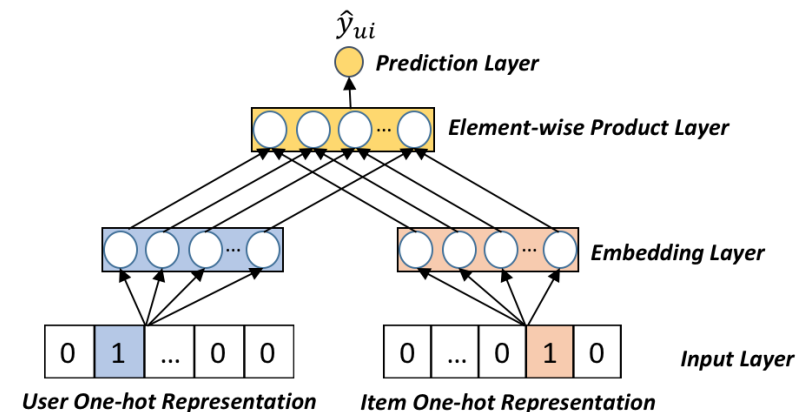 ŷui
Prediction Layer
... Element-wise Product Layer
... ... Embedding Layer
0 1 ... 0 0 0 ... 0 1 0 Input Layer
User One-hot Representation Item One-hot Representation